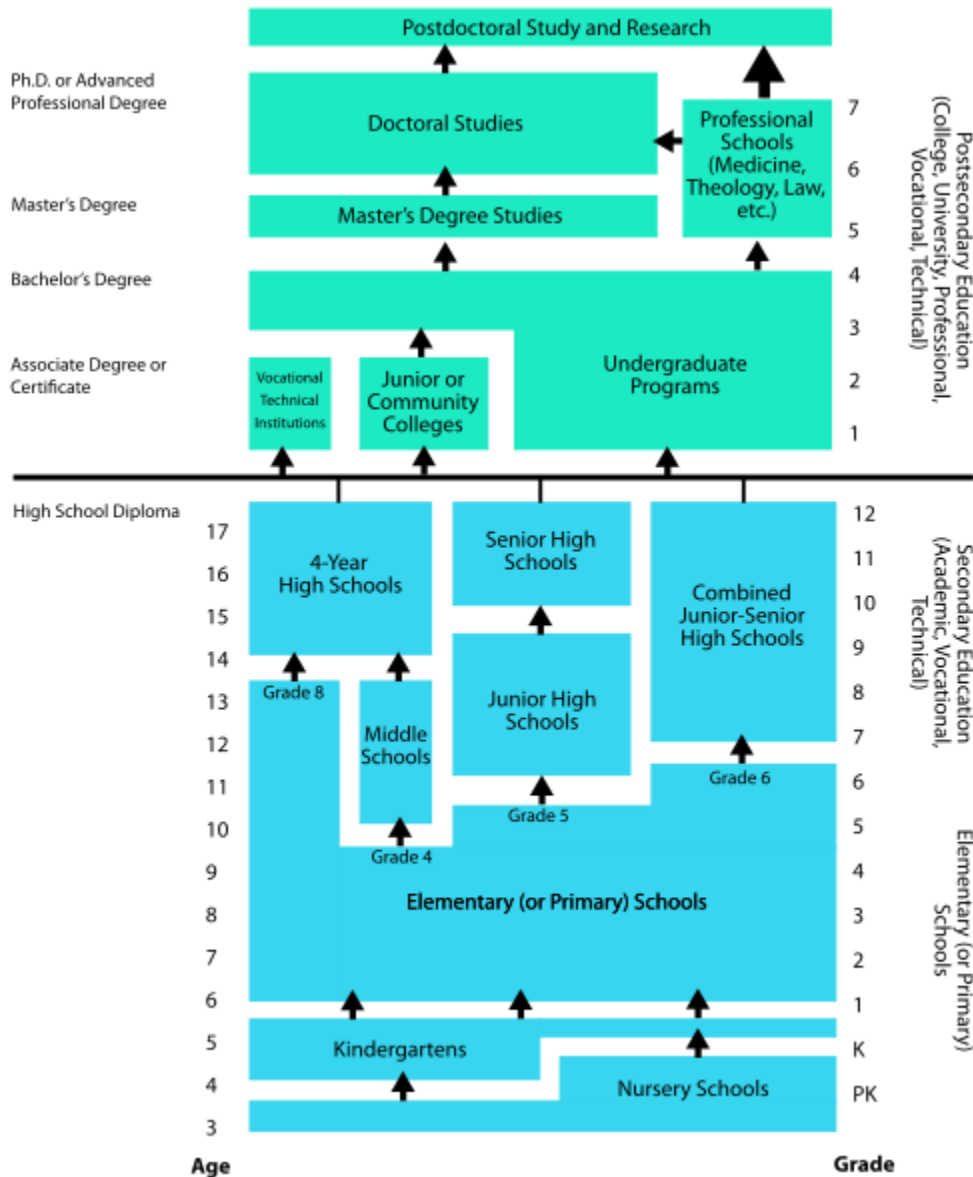 Postdoctoral Study and Research
Ph.D. or Advanced
Professional Degree
Doctoral Studies
Professional
Schools
(Medicine,
Theology, Law,
etc.)
7
6
5
Master's Degree
Master's Degree Studies
Bachelor's Degree
4
3
2
1
Associate Degree or
Certificate
Vocational
Technical
Institutions
Junior or
Community
Colleges
Undergraduate
Programs
Postsecondary Education
(College, University, Professional,
Vocational, Technical)
High School Diploma
17
16
15
14
13
12
11
10
9
8
7
6
5
4
3
Age
4-Year
High Schools
Senior High
Schools
Combined
Junior-Senior
High Schools
Grade 8
Middle
Schools
Junior High
Schools
Grade 4
Grade 5
Grade 6
Elementary (or Primary) Schools
Kindergartens
Nursery Schools
12
11
10
9
8
7
6
5
4
3
2
1
K
PK
Grade
Secondary Education
(Academic, Vocational,
Technical)
Elementary (or Primary)
Schools